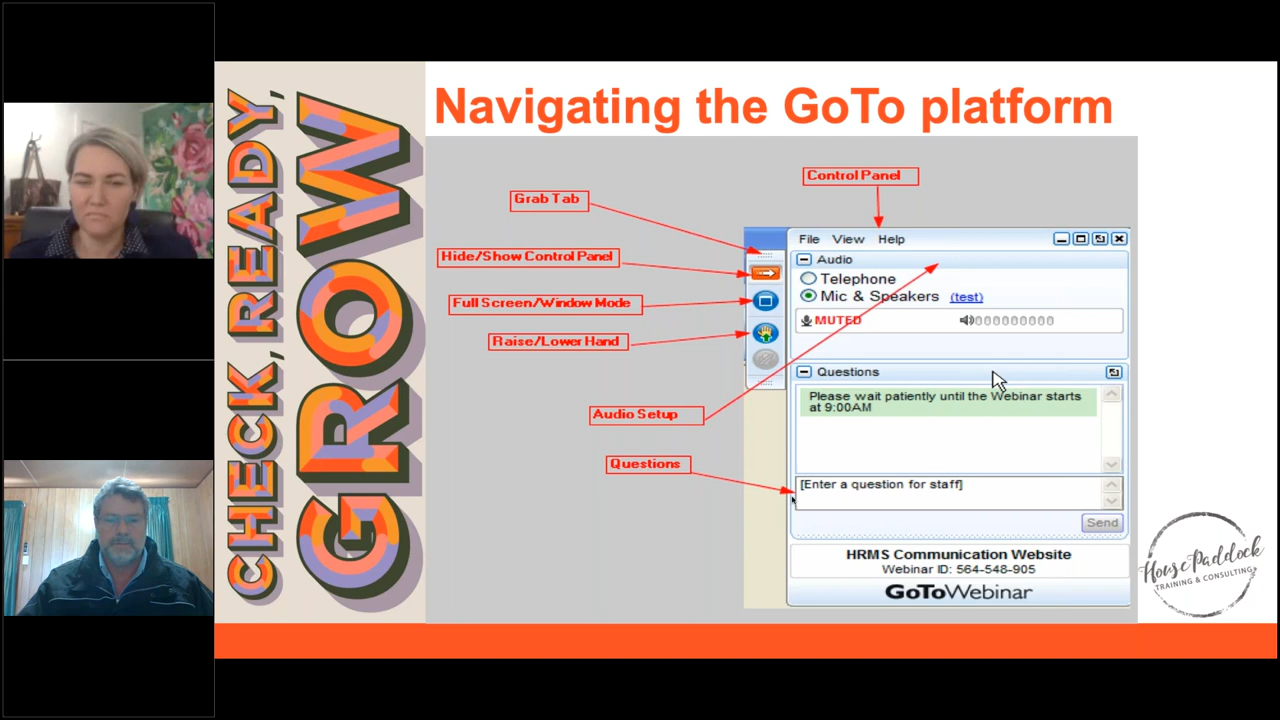 CHECK, READY,
GROW
Navigating the GoTo platform
Control Panel
Grab Tab
Hide/Show Control Panel
Full Screen/Window Mode
Raise/Lower Hand
Audio Setup
Questions
File View Help
Audio
Telephone
Mic & Speakers (test)
MUTED
Questions
Please wait patiently until the Webinar starts
at 9:00AM
[Enter a question for staff]
Send
HRMS Communication Website
Webinar ID: 564-548-905
GoToWebinar
House Paddock
TRAINING & CONSULTING